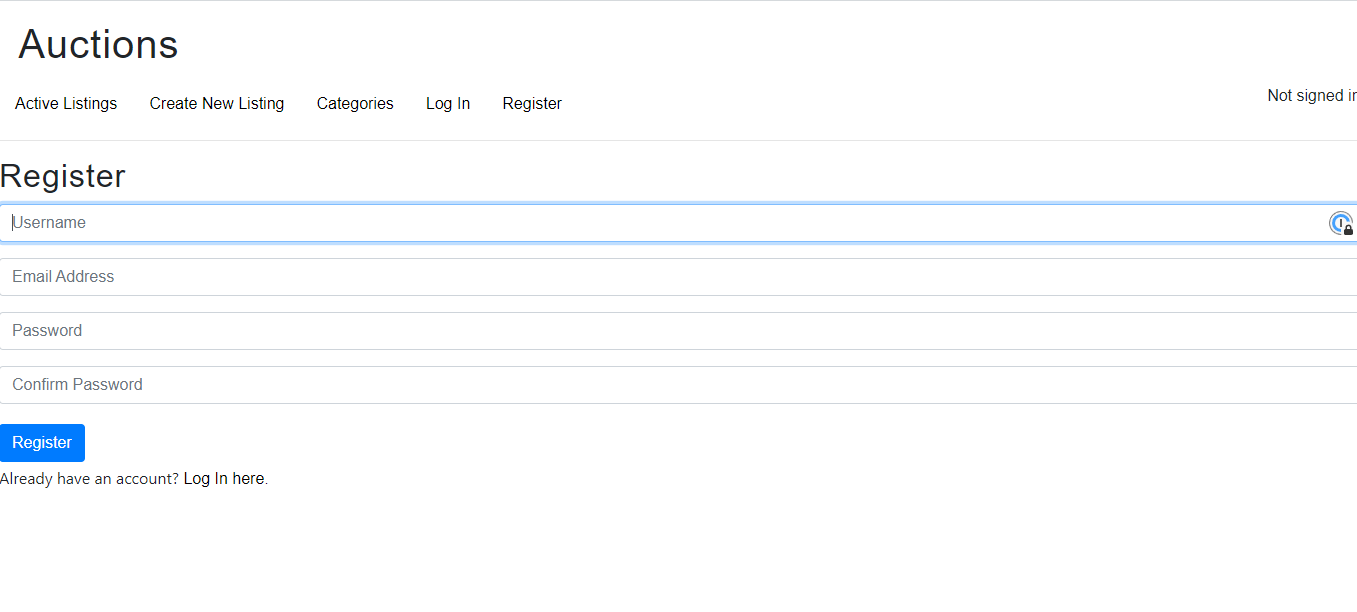 Auctions
Active Listings Create New Listing Categories Log In Register
Not signed in
Register
Username
Email Address
Password
Confirm Password
Register
Already have an account? Log In here.